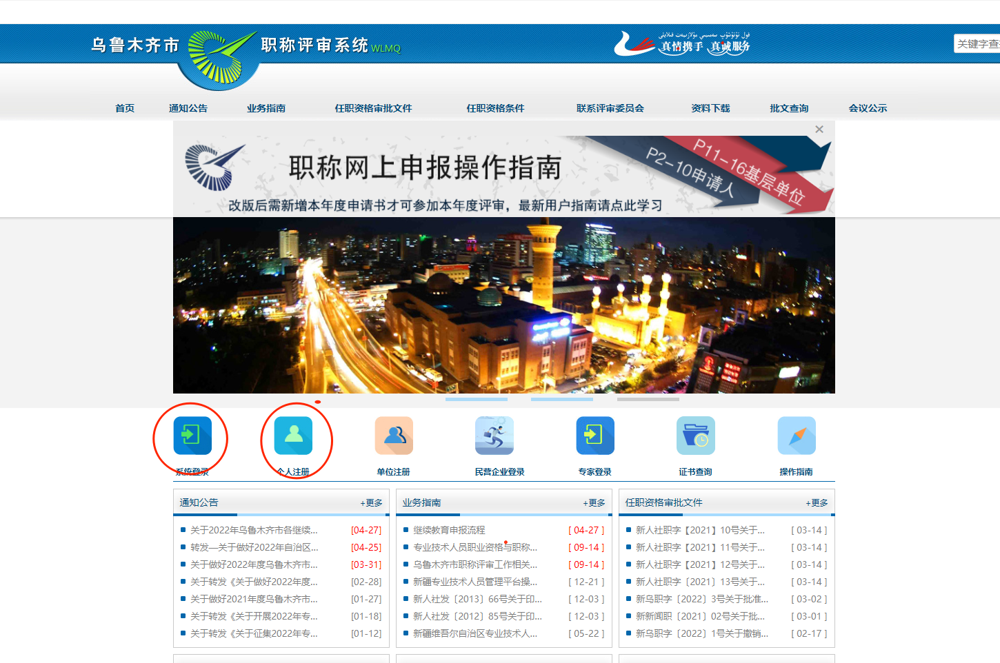 乌鲁木齐市 职称评审系统 WLMQ
真情携手 真诚服务
关键字查
首页 通知公告 业务指南 任职资格审批文件 任职资格条件 联系评审委员会 资料下载 批文查询 会议公示
职称网上申报操作指南
P2-10申请人
P11-16基层单位
改版后需新增本年度申请书才可参加本年度评审，最新用户指南请点此学习
系统登录 个人注册 单位注册 民营企业登录 专家登录 证书查询 操作指南
通知公告 +更多
关于2022年乌鲁木齐市各继续... [04-27]
转发—关于做好2022年自治区... [04-25]
关于做好2022年度乌鲁木齐市... [03-31]
关于转发《关于做好2022年度... [02-28]
关于做好2021年度乌鲁木齐市... [01-27]
关于转发《关于开展2022年专... [01-18]
关于转发《关于征集2022年专... [01-12]
业务指南 +更多
继续教育申报流程 [ 04-27 ]
专业技术人员职业资格与职称... [ 09-14 ]
乌鲁木齐市职称评审工作相关... [ 09-14 ]
新疆专业技术人员管理平台操... [ 12-21 ]
新人社发〔2013〕66号关于印... [ 12-03 ]
新人社发〔2012〕85号关于印... [ 12-03 ]
新疆维吾尔自治区专业技术人... [ 05-22 ]
任职资格审批文件 +更多
新人社职字【2021】10号关于... [ 03-14 ]
新人社职字【2021】11号关于... [ 03-14 ]
新人社职字【2021】12号关于... [ 03-14 ]
新人社职字【2021】13号关于... [ 03-14 ]
新乌职字〔2022〕3号关于批准... [ 03-02 ]
新新闻职〔2021〕02号关于批... [ 03-01 ]
新乌职字〔2022〕1号关于撤销... [ 02-17 ]